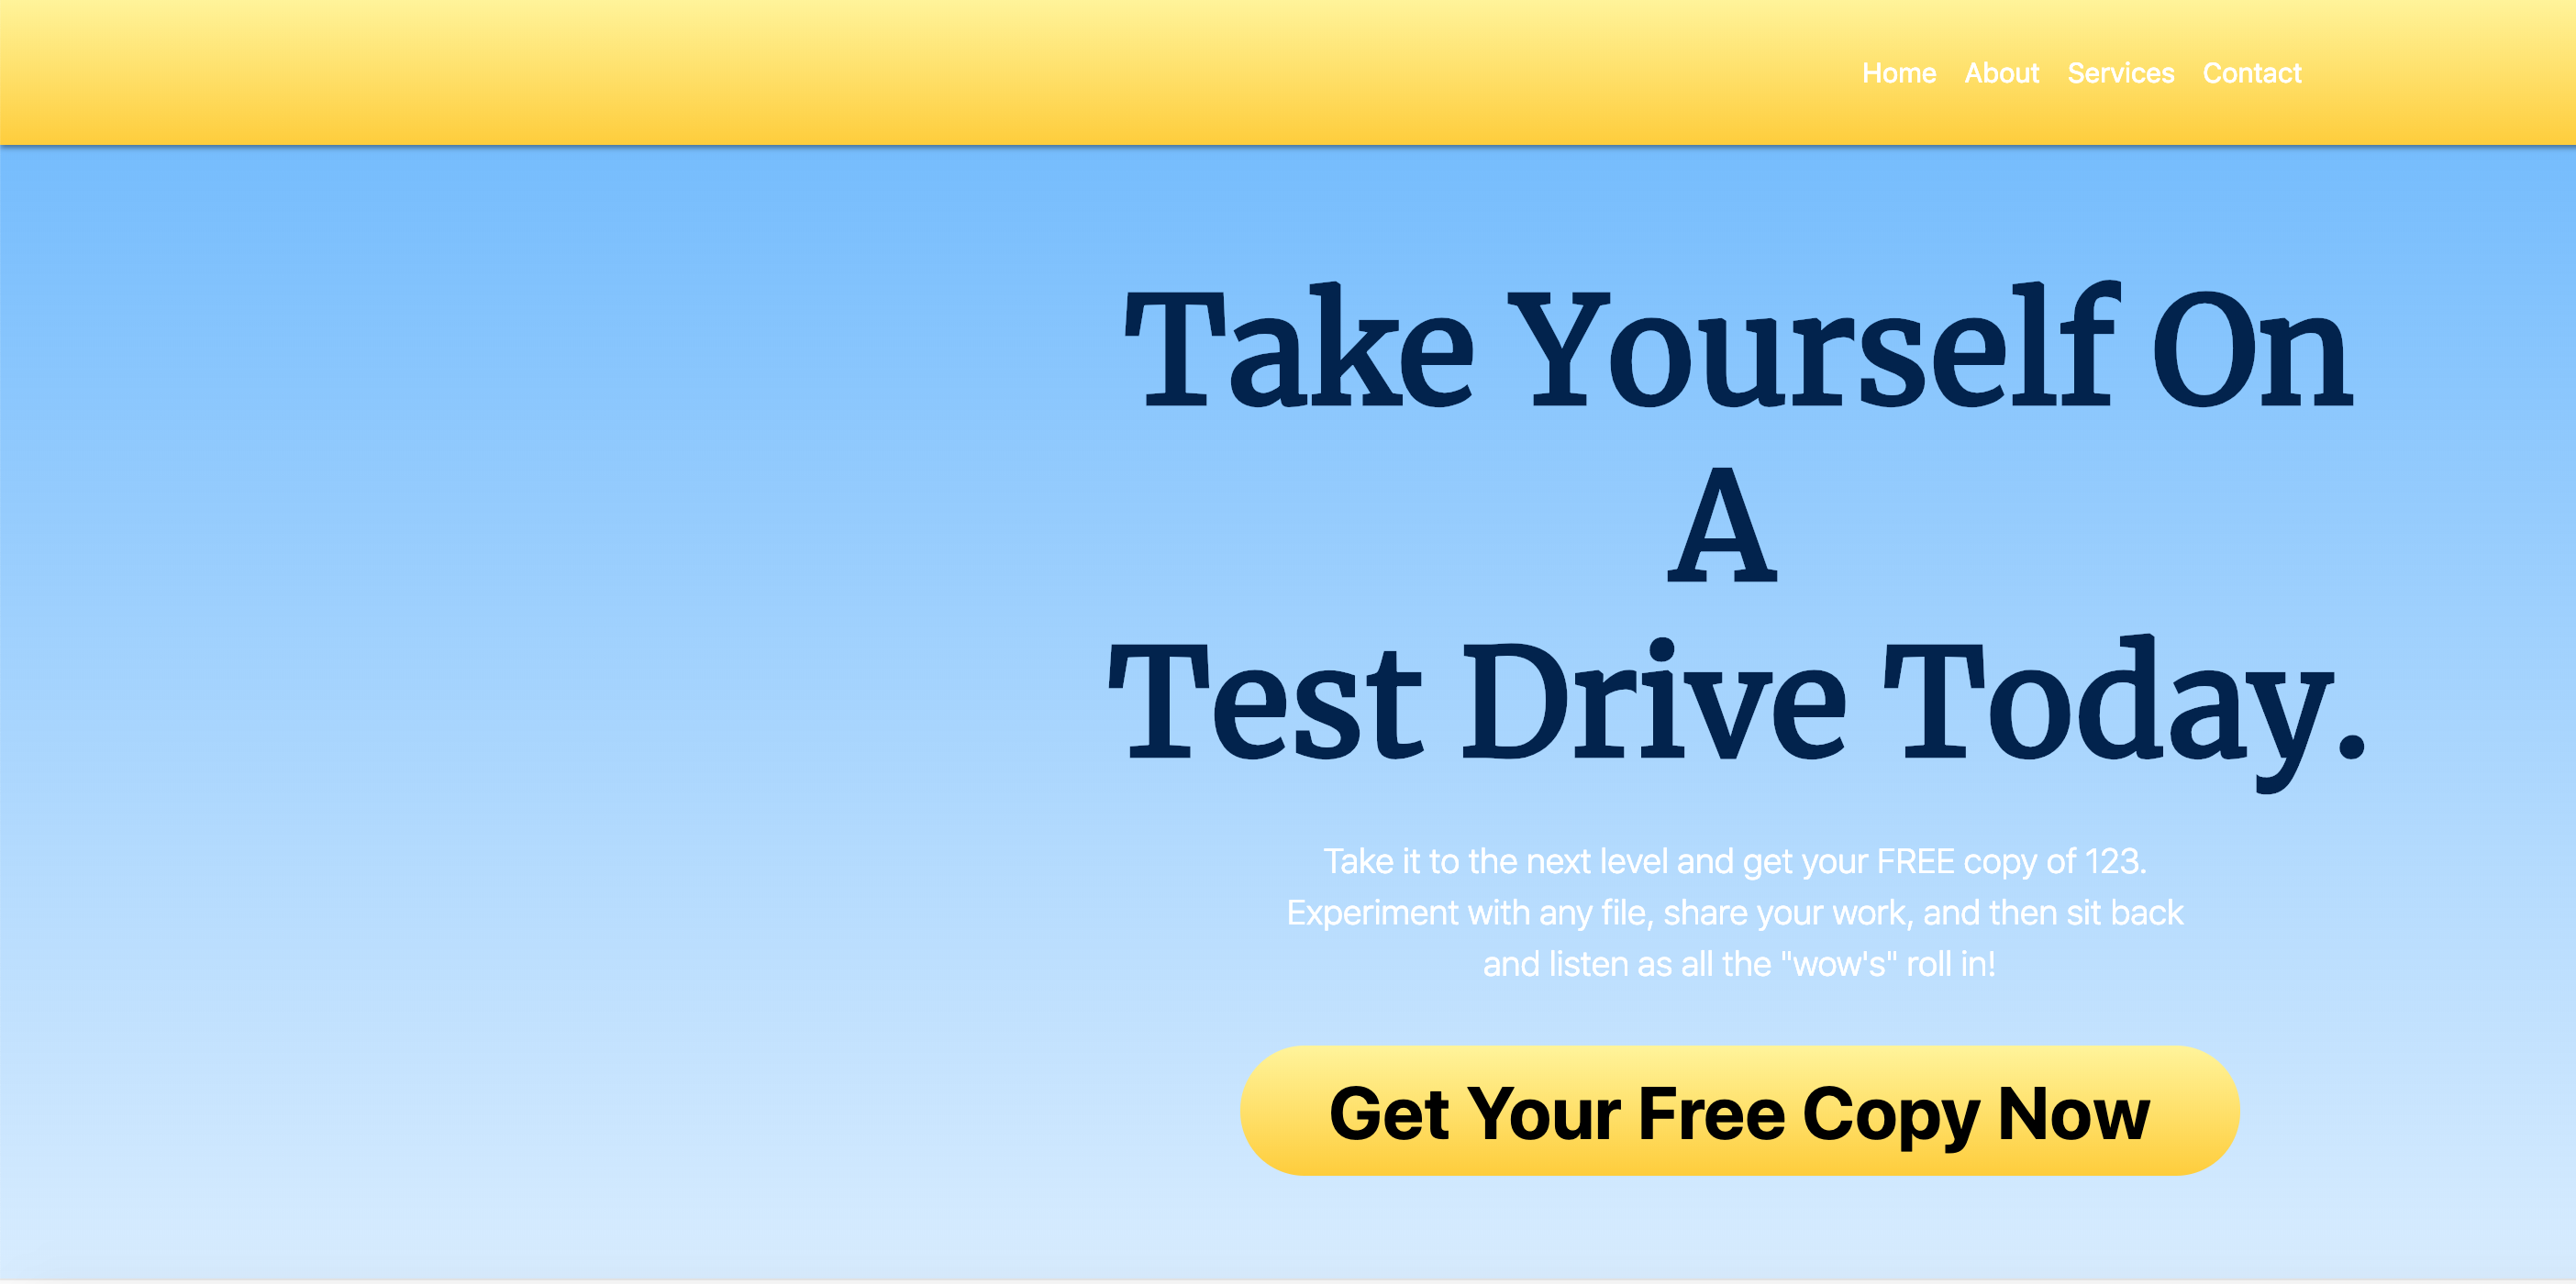 Home About Services Contact
Take Yourself On
A
Test Drive Today.
Take it to the next level and get your FREE copy of 123.
Experiment with any file, share your work, and then sit back
and listen as all the "wow's" roll in!
Get Your Free Copy Now